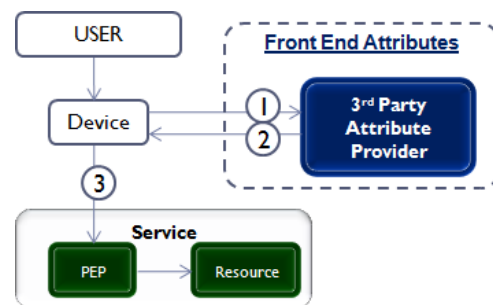 USER
Front End Attributes
Device
1
2
3rd Party
Attribute
Provider
3
Service
PEP
Resource